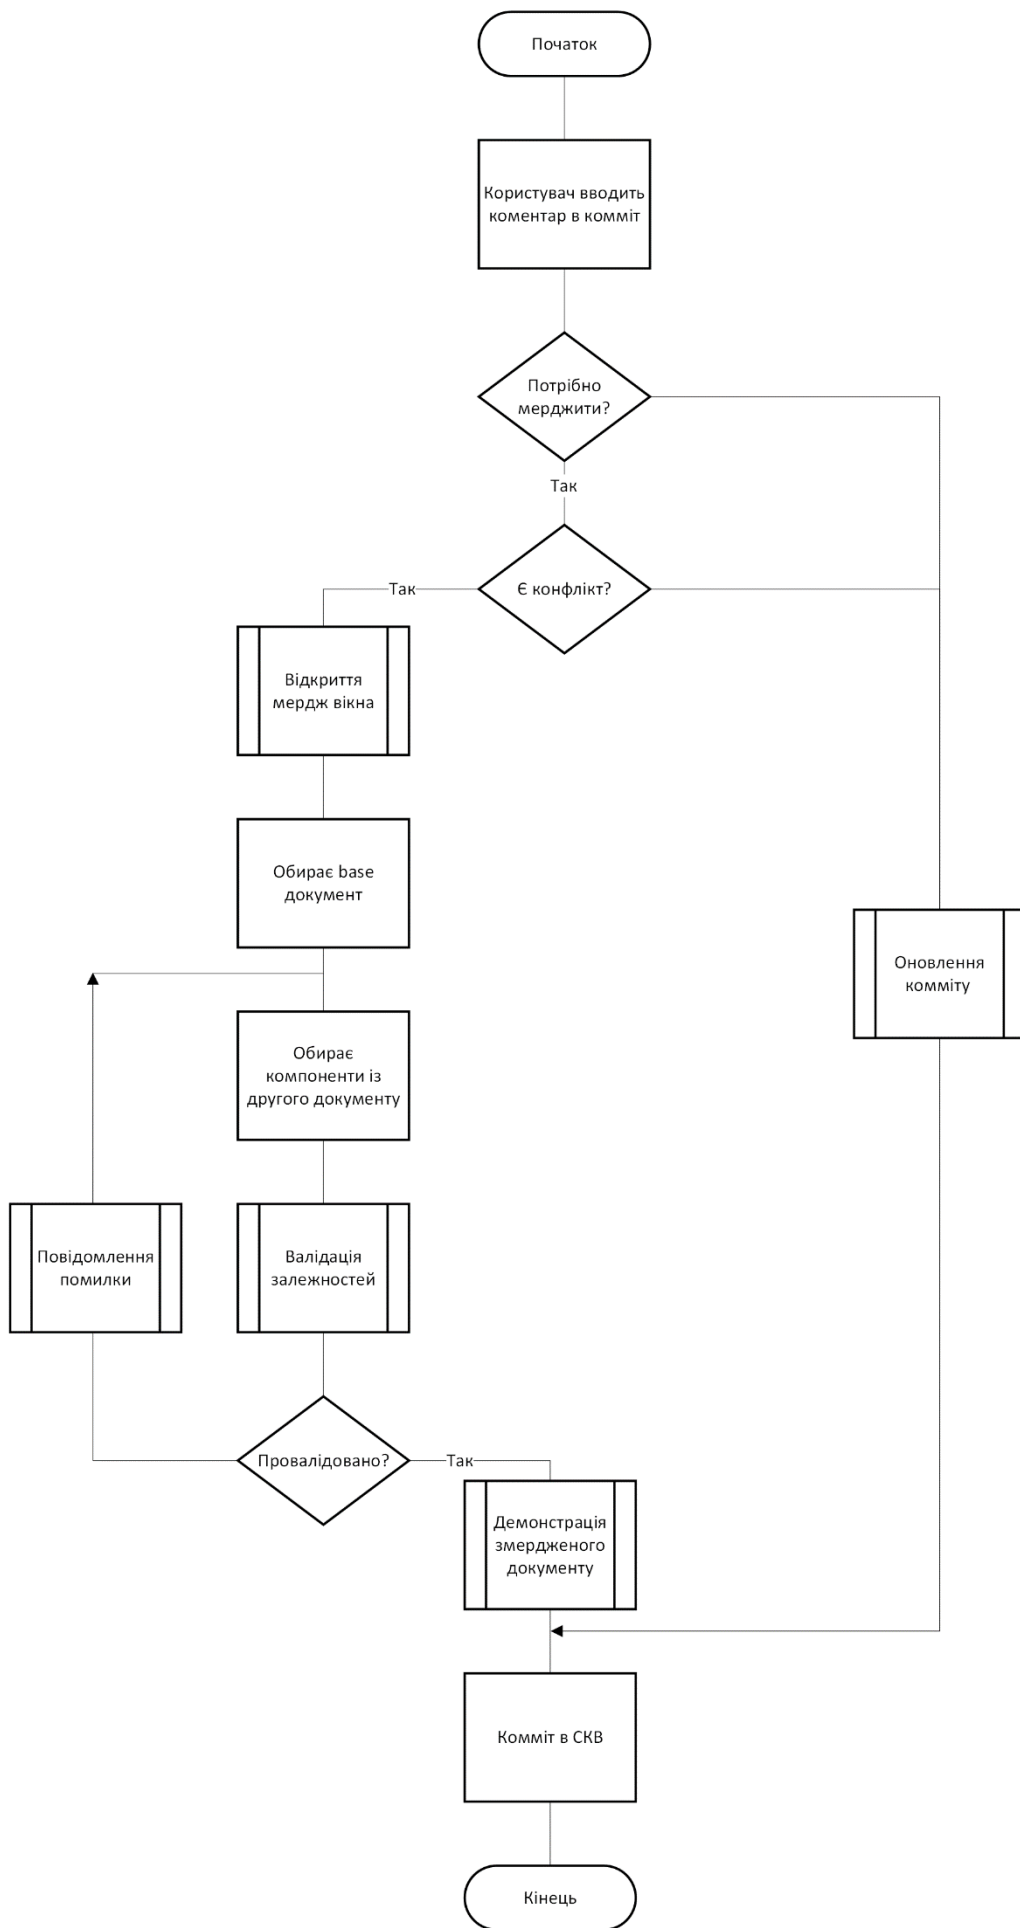 Початок
Користувач вводить
коментар в комміт
Потрібно
мерджити?
Так
Є конфлікт?
Так
Відкриття
мердж вікна
Обирає base
документ
Оновлення
комміту
Обирає
компоненти із
другого документу
Повідомлення
помилки
Валідація
залежностей
Провалідовано?
Так
Демонстрація
змердженого
документу
Комміт в СКВ
Кінець